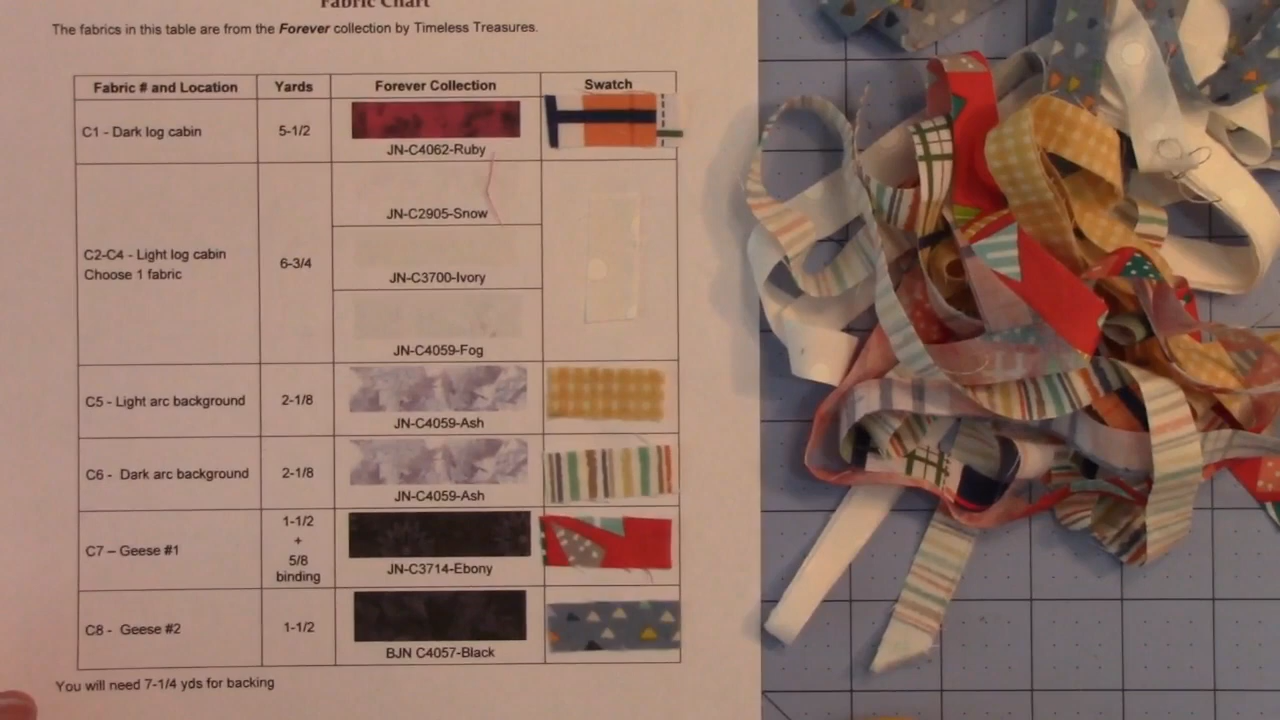 Fabric Chart
The fabrics in this table are from the Forever collection by Timeless Treasures.
Fabric # and Location Yards Forever Collection Swatch
C1 - Dark log cabin 5-1/2 JN-C4062-Ruby
C2-C4 - Light log cabin
Choose 1 fabric 6-3/4 JN-C2905-Snow
JN-C3700-Ivory
JN-C4059-Fog
C5 - Light arc background 2-1/8 JN-C4059-Ash
C6 - Dark arc background 2-1/8 JN-C4059-Ash
C7 – Geese #1 1-1/2
+
5/8
binding JN-C3714-Ebony
C8 - Geese #2 1-1/2 BJN C4057-Black
You will need 7-1/4 yds for backing